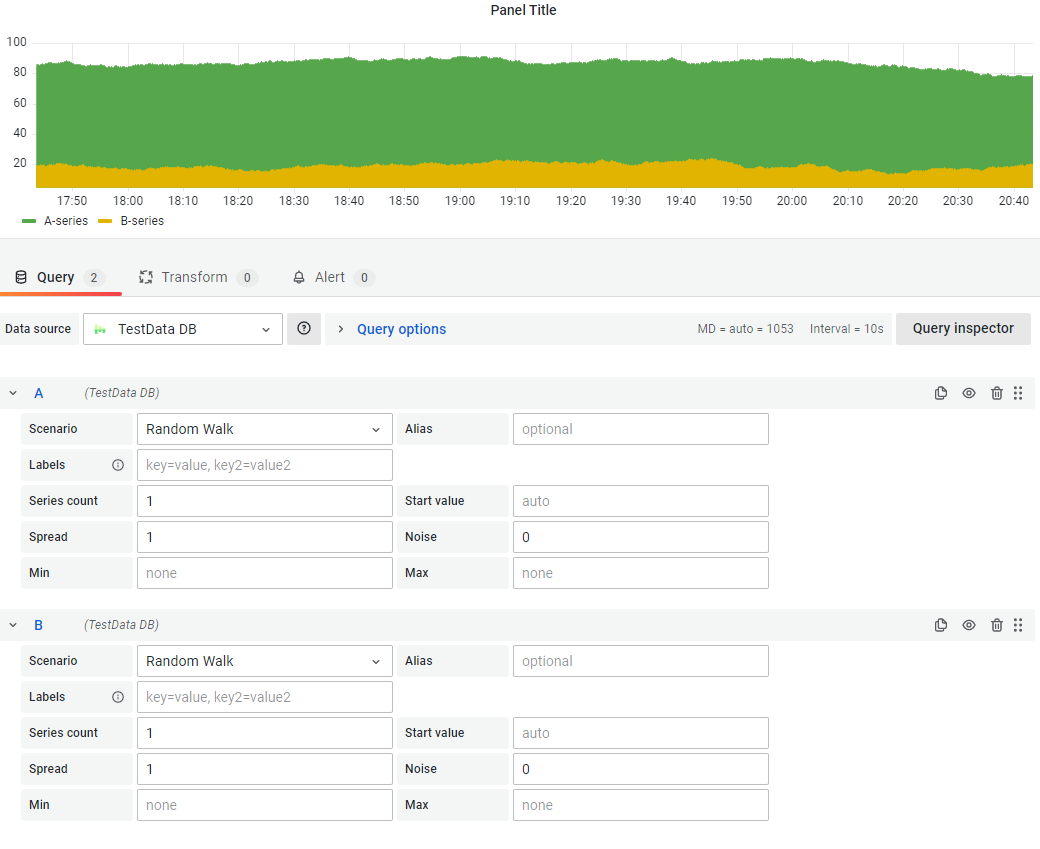 Panel Title
100
80
60
40
20
17:50 18:00 18:10 18:20 18:30 18:40 18:50 19:00 19:10 19:20 19:30 19:40 19:50 20:00 20:10 20:20 20:30 20:40
A-series B-series
Query 2 Transform 0 Alert 0
Data source TestData DB Query options MD = auto = 1053 Interval = 10s Query inspector
A (TestData DB)
Scenario Random Walk Alias optional
Labels key=value, key2=value2
Series count 1 Start value auto
Spread 1 Noise 0
Min none Max none
B (TestData DB)
Scenario Random Walk Alias optional
Labels key=value, key2=value2
Series count 1 Start value auto
Spread 1 Noise 0
Min none Max none